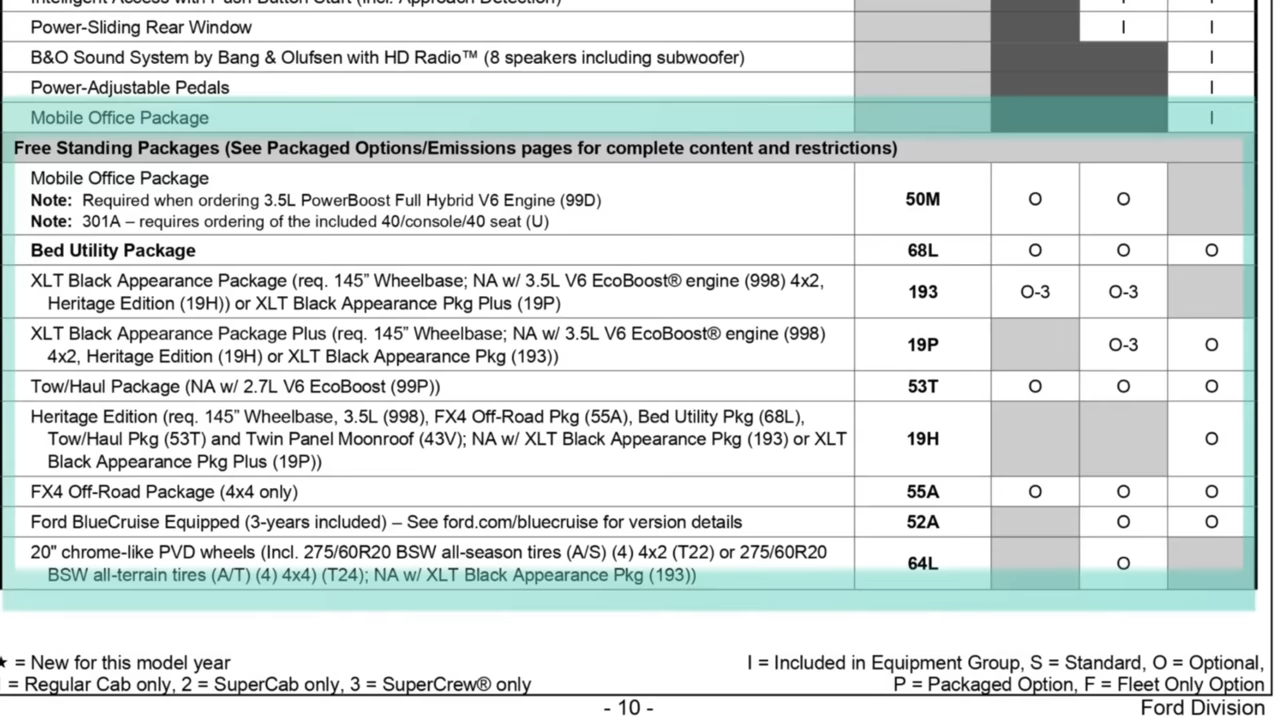 Intelligent Access with Push Button Start (incl. Approach Detection) I I
Power-Sliding Rear Window I I
B&O Sound System by Bang & Olufsen with HD Radio™ (8 speakers including subwoofer) I
Power-Adjustable Pedals I
Mobile Office Package I
Free Standing Packages (See Packaged Options/Emissions pages for complete content and restrictions)
Mobile Office Package
Note: Required when ordering 3.5L PowerBoost Full Hybrid V6 Engine (99D) 50M O O
Note: 301A – requires ordering of the included 40/console/40 seat (U)
Bed Utility Package 68L O O O
XLT Black Appearance Package (req. 145” Wheelbase; NA w/ 3.5L V6 EcoBoost® engine (998) 4x2,
Heritage Edition (19H)) or XLT Black Appearance Pkg Plus (19P) 193 O-3 O-3
XLT Black Appearance Package Plus (req. 145” Wheelbase; NA w/ 3.5L V6 EcoBoost® engine (998)
4x2, Heritage Edition (19H) or XLT Black Appearance Pkg (193)) 19P O-3 O
Tow/Haul Package (NA w/ 2.7L V6 EcoBoost (99P)) 53T O O O
Heritage Edition (req. 145” Wheelbase, 3.5L (998), FX4 Off-Road Pkg (55A), Bed Utility Pkg (68L),
Tow/Haul Pkg (53T) and Twin Panel Moonroof (43V); NA w/ XLT Black Appearance Pkg (193) or XLT 19H O
Black Appearance Pkg Plus (19P))
FX4 Off-Road Package (4x4 only) 55A O O O
Ford BlueCruise Equipped (3-years included) – See ford.com/bluecruise for version details 52A O O
20" chrome-like PVD wheels (Incl. 275/60R20 BSW all-season tires (A/S) (4) 4x2 (T22) or 275/60R20
BSW all-terrain tires (A/T) (4) 4x4) (T24); NA w/ XLT Black Appearance Pkg (193)) 64L O
★ = New for this model year I = Included in Equipment Group, S = Standard, O = Optional,
= Regular Cab only, 2 = SuperCab only, 3 = SuperCrew® only P = Packaged Option, F = Fleet Only Option
- 10 - Ford Division